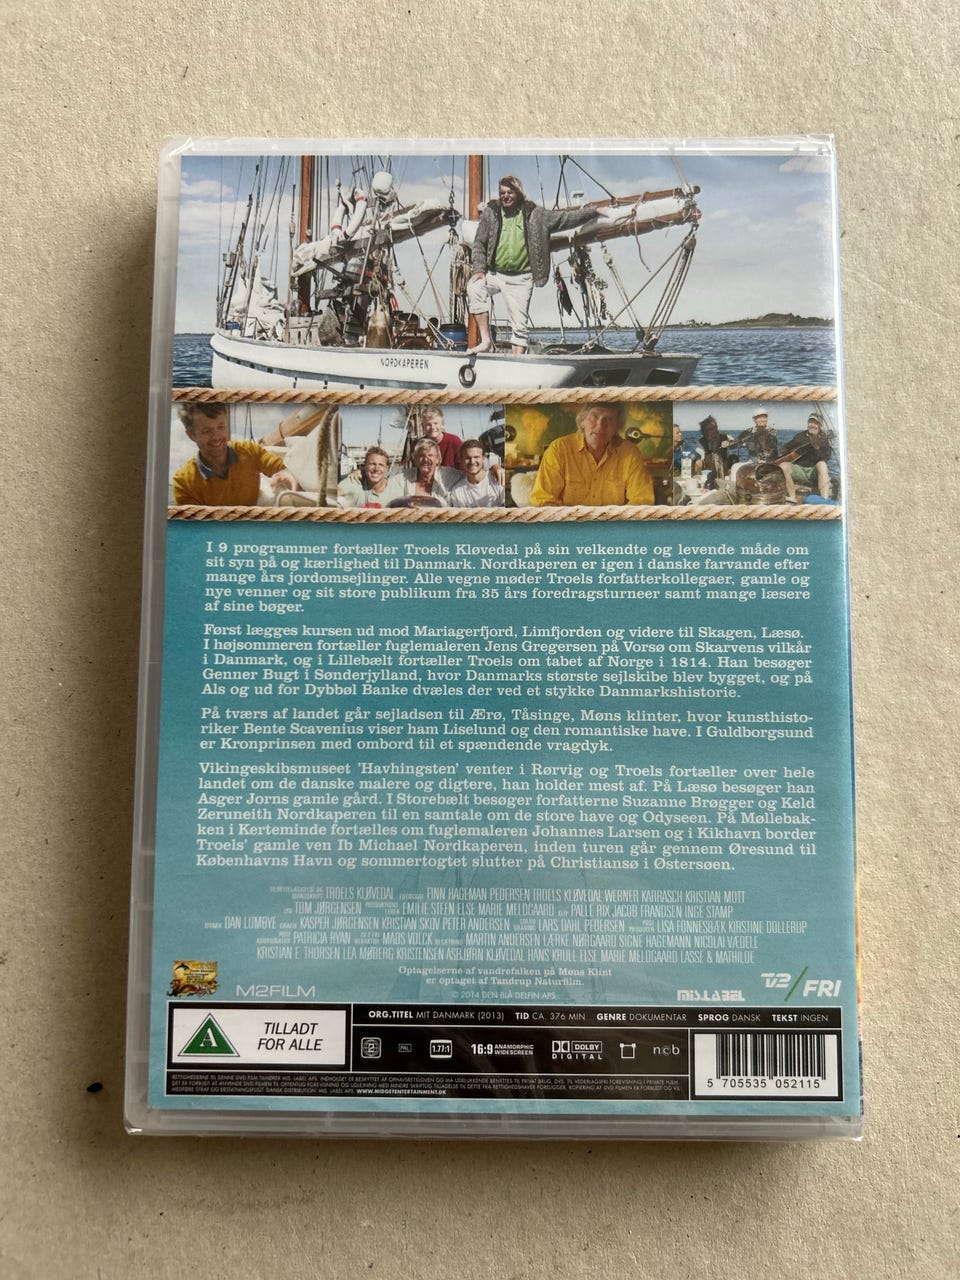 NORDKAPEREN
I 9 programmer fortæller Troels Kløvedal på sin velkendte og levende måde om
sit syn på og kærlighed til Danmark. Nordkaperen er igen i danske farvande efter
mange års jordomsejlinger. Alle vegne møder Troels forfatterkollegaer, gamle og
nye venner og sit store publikum fra 35 års foredragsturneer samt mange læsere
af sine bøger.
Først lægges kursen ud mod Mariagerfjord, Limfjorden og videre til Skagen, Læsø.
I højsommeren fortæller fuglemaleren Jens Gregersen på Vorsø om Skarvens vilkår
i Danmark, og i Lillebælt fortæller Troels om tabet af Norge i 1814. Han besøger
Genner Bugt i Sønderjylland, hvor Danmarks største sejlskibe blev bygget, og på
Als og ud for Dybbøl Banke dvæles der ved et stykke Danmarkshistorie.
På tværs af landet går sejladsen til Ærø, Tåsinge, Møns klinter, hvor kunsthisto-
riker Bente Scavenius viser ham Liselund og den romantiske have. I Guldborgsund
er Kronprinsen med ombord til et spændende vragdyk.
Vikingeskibsmuseet 'Havhingsten' venter i Rørvig og Troels fortæller over hele
landet om de danske malere og digtere, han holder mest af. På Læsø besøger han
Asger Jorns gamle gård. I Storebælt besøger forfatterne Suzanne Brøgger og Keld
Zeruneith Nordkaperen til en samtale om de store have og Odyseen. På Møllebak-
ken i Kerteminde fortælles om fuglemaleren Johannes Larsen og i Kikhavn border
Troels' gamle ven Ib Michael Nordkaperen, inden turen går gennem Øresund til
Københavns Havn og sommertogtet slutter på Christiansø i Østersøen.
TROELS KLØVEDAL FINN HAGEMAN PEDERSEN TROELS KLØVEDAL WERNER KARRASCH KRISTIAN MOTT
TOM JØRGENSEN EMILIE STEEN ELSE MARIE MELDGAARD PALLE RIX JACOB FRANDSEN INGE STAMP
DAN LUMBYE KASPER JØRGENSEN KRISTIAN SKOV PETER ANDERSEN LARS DAHL PEDERSEN LISA FONNESBÆK KIRSTINE DOLLERUP
PATRICIA RYAN MADS VOLCK MARTIN ANDERSEN LÆRKE NØRGAARD SIGNE HAGEMANN NICOLAI VÆDELE
KRISTIAN E. THORSEN LEA MØBERG KRISTENSEN ASBJØRN KLØVEDAL HANS KRULL ELSE MARIE MELDGAARD LASSE & MATHILDE
Optagelserne af vandrefalken på Møns Klint
er optaget af Tandrup Naturfilm.
© 2014 DEN BLÅ DELFIN APS
M2FILM
MIS.LABEL
TV2/FRI
A
TILLADT
FOR ALLE
ORG.TITEL MIT DANMARK (2013) TID CA. 376 MIN GENRE DOKUMENTAR SPROG DANSK TEKST INGEN
2 PAL 1.77:1 16:9 ANAMORPHIC WIDESCREEN DOLBY DIGITAL ncb
5 705535 052115
WWW.MIDGETENTERTAINMENT.DK